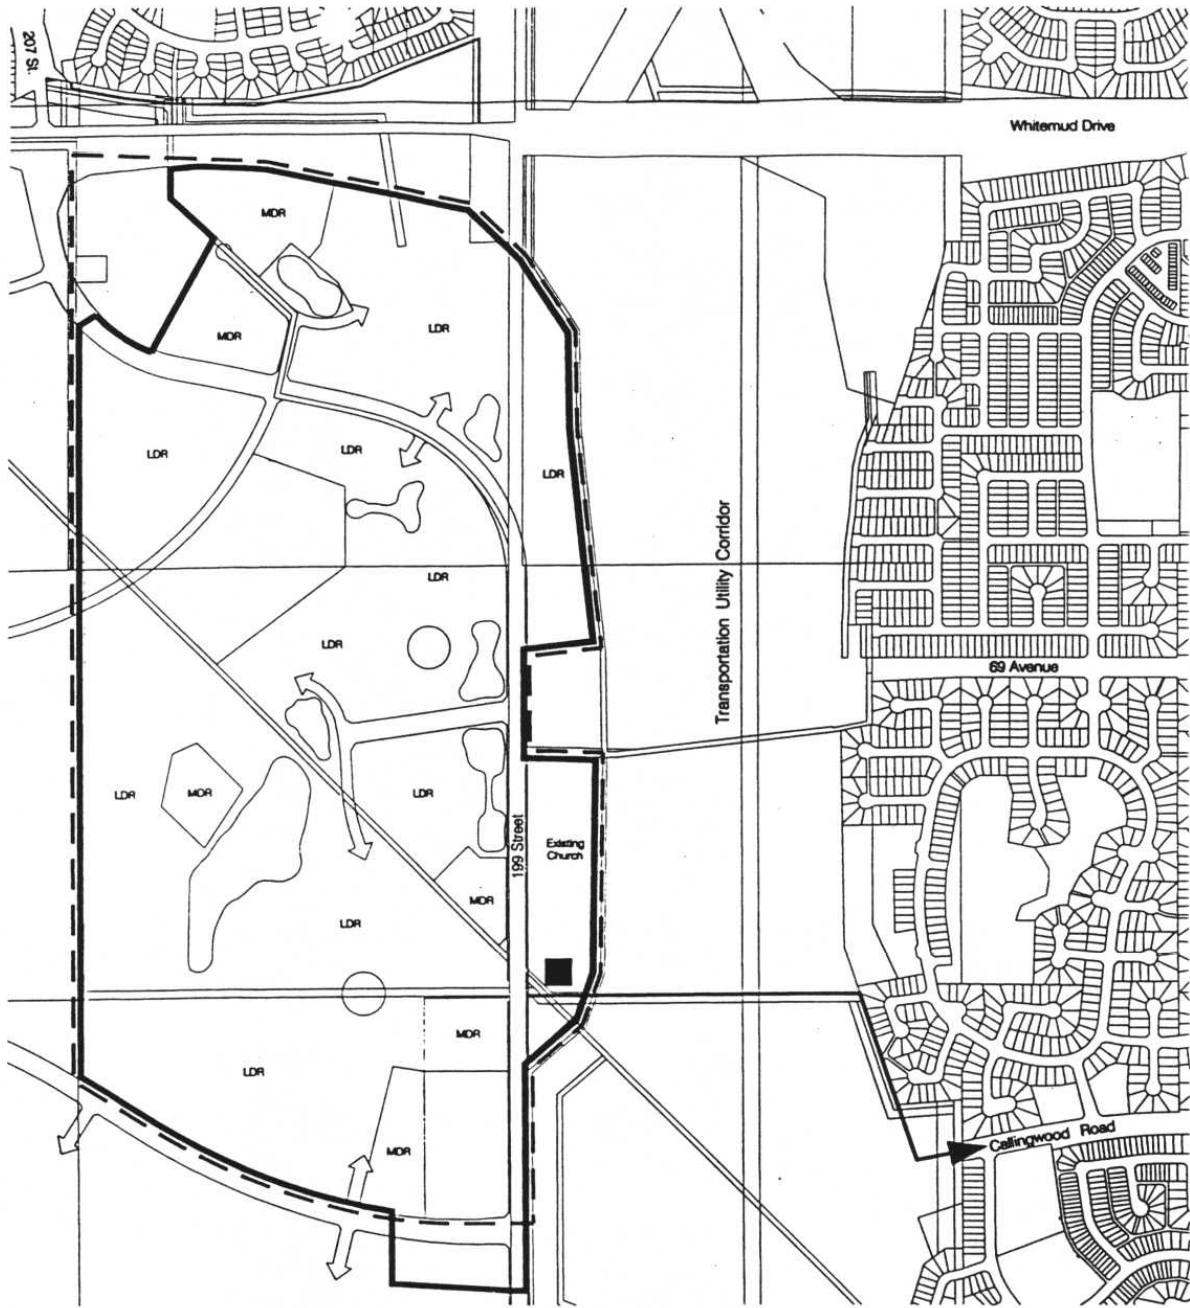 207 St.
Whitemud Drive
MDR
LDR
MDR
LDR
LDR
LDR
Transportation Utility Corridor
LDR
LDR
69 Avenue
LDR
MDR
LDR
199 Street
Existing
Church
MDR
LDR
MDR
LDR
MDR
Callingwood Road